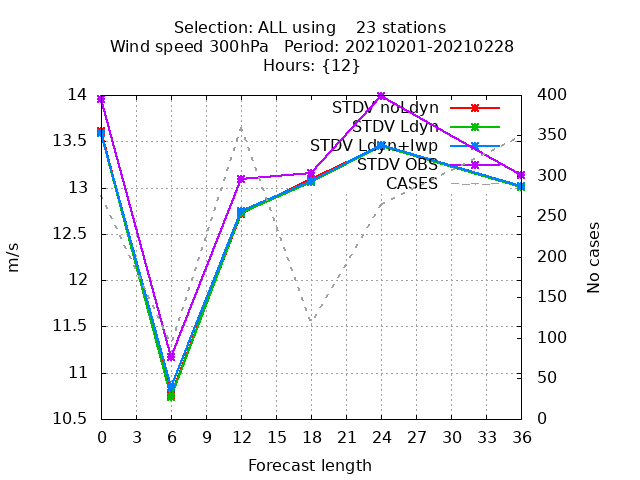 Selection: ALL using    23 stations
Wind speed 300hPa   Period: 20210201-20210228
Hours: {12}
STDV noLdyn
STDV Ldyn
STDV Ldyn+lwp
STDV OBS
CASES
14
13.5
13
12.5
12
11.5
11
10.5
400
350
300
250
200
150
100
50
0
m/s
No cases
0 3 6 9 12 15 18 21 24 27 30 33 36
Forecast length